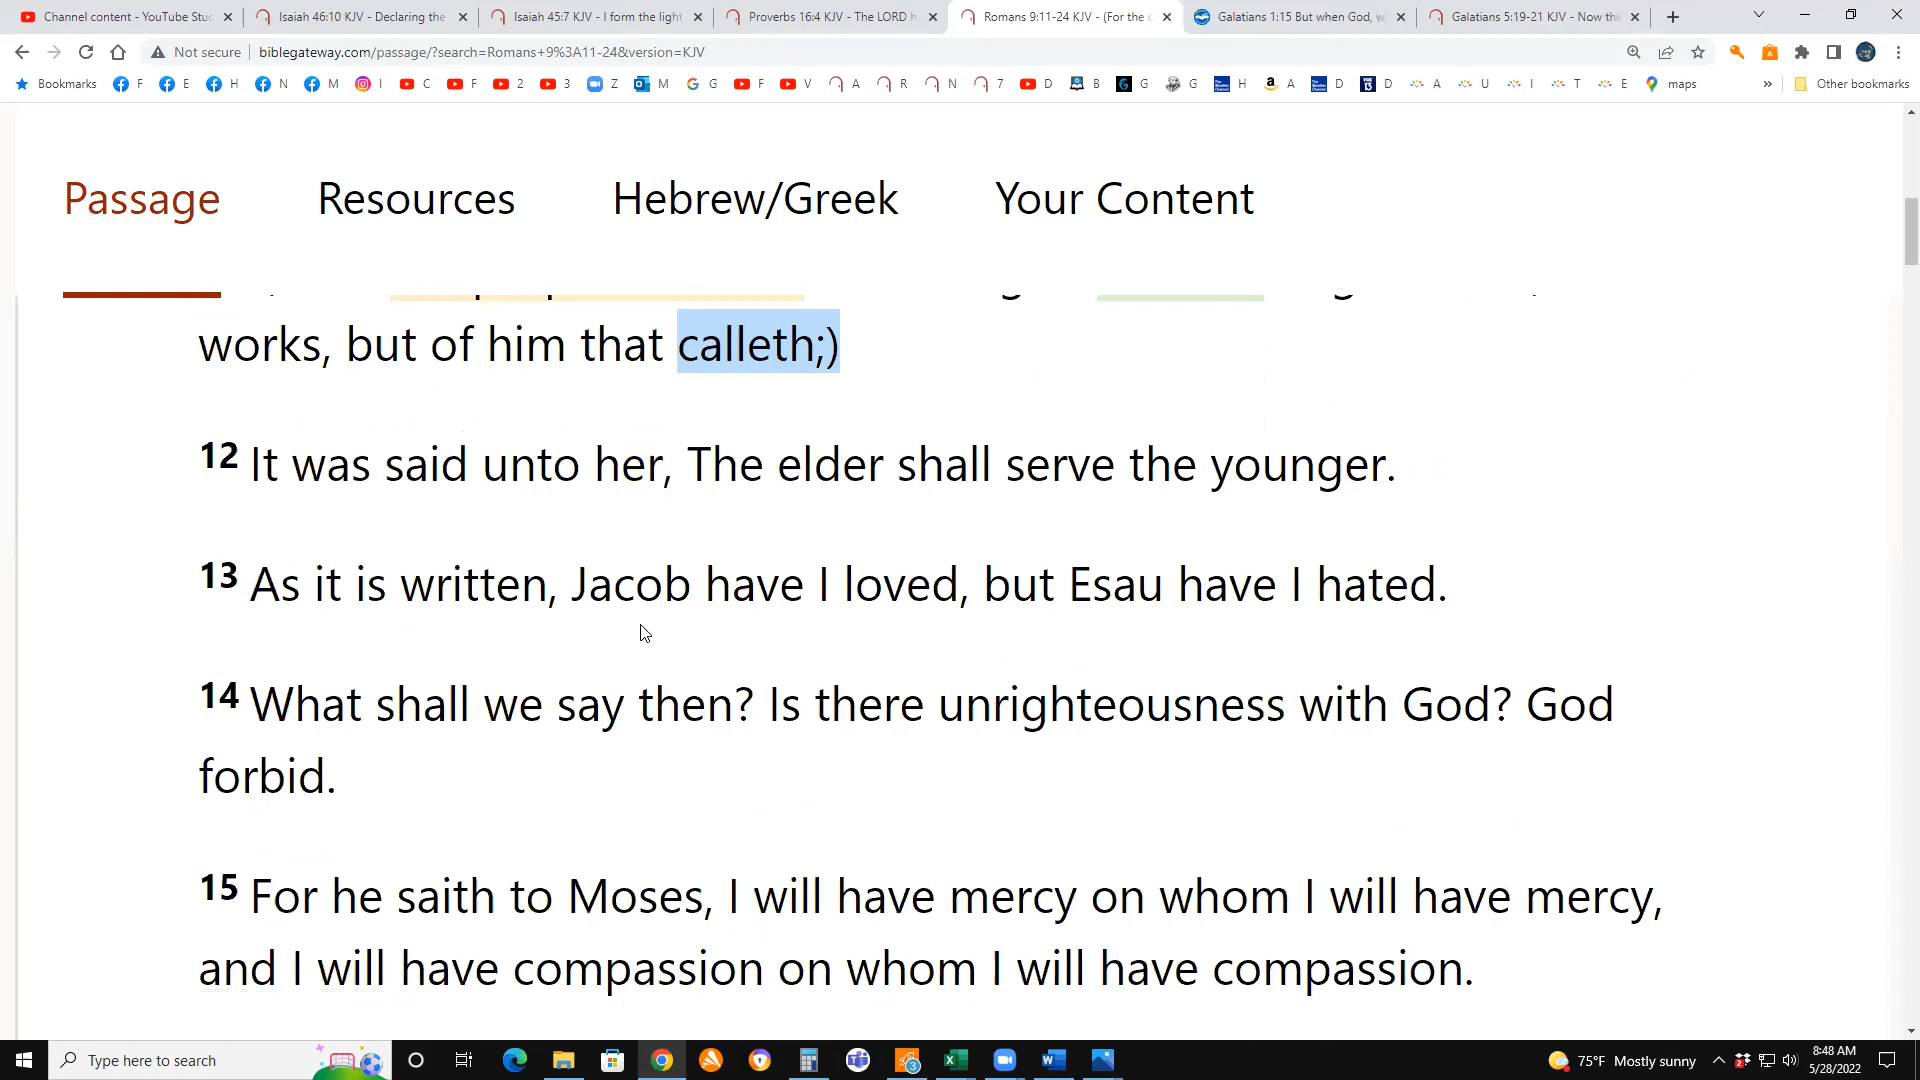 Channel content - YouTube Stud
Isaiah 46:10 KJV - Declaring the
Isaiah 45:7 KJV - I form the light,
Proverbs 16:4 KJV - The LORD h
Romans 9:11-24 KJV - (For the c
Galatians 1:15 But when God, w
Galatians 5:19-21 KJV - Now the
Not secure
biblegateway.com/passage/?search=Romans+9%3A11-24&version=KJV
Bookmarks F E H N M I C F 2 3 Z M G F V A R N 7 D B G G H A D D A U I T E maps » Other bookmarks
Passage Resources Hebrew/Greek Your Content
works, but of him that calleth;)
12 It was said unto her, The elder shall serve the younger.
13 As it is written, Jacob have I loved, but Esau have I hated.
14 What shall we say then? Is there unrighteousness with God? God
forbid.
15 For he saith to Moses, I will have mercy on whom I will have mercy,
and I will have compassion on whom I will have compassion.
Type here to search
3
75°F Mostly sunny
8:48 AM
5/28/2022